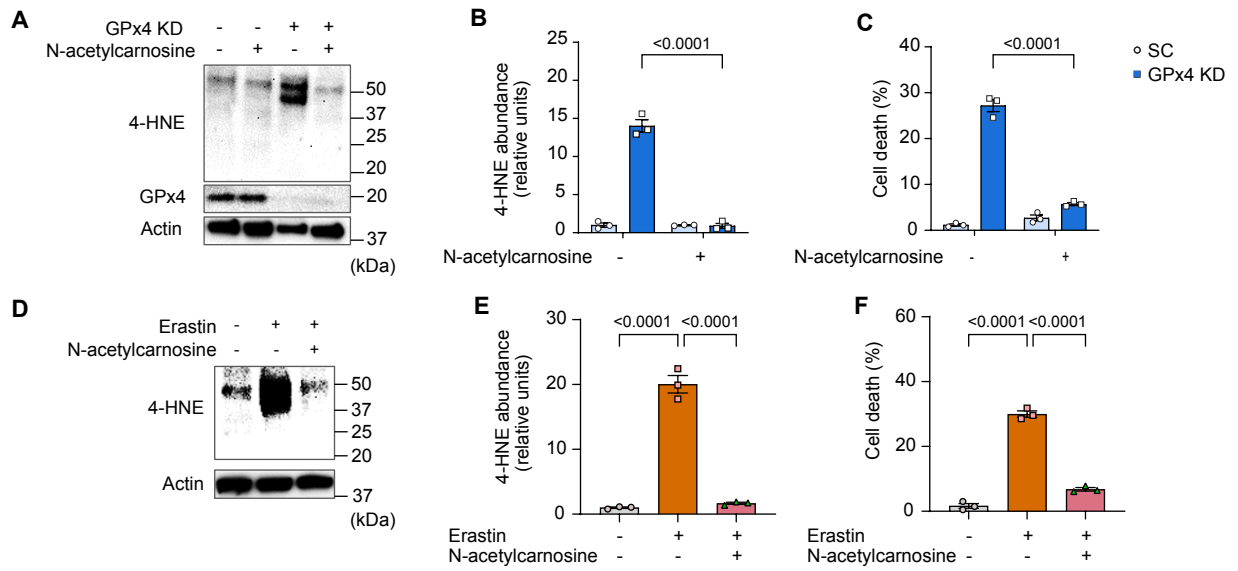 A
GPx4 KD - - + +
N-acetylcarnosine - + - +
4-HNE
50
37
25
20
GPx4
20
Actin
37
(kDa)
B
4-HNE abundance
(relative units)
25
20
15
10
5
0
<0.0001
N-acetylcarnosine - +
C
Cell death (%)
40
30
20
10
0
<0.0001
N-acetylcarnosine - +
SC
GPx4 KD
D
Erastin - + +
N-acetylcarnosine - - +
4-HNE
50
37
25
20
Actin
37
(kDa)
E
4-HNE abundance
(relative units)
30
20
10
0
<0.0001 <0.0001
Erastin - + +
N-acetylcarnosine - - +
F
Cell death (%)
60
40
20
0
<0.0001 <0.0001
Erastin - + +
N-acetylcarnosine - - +